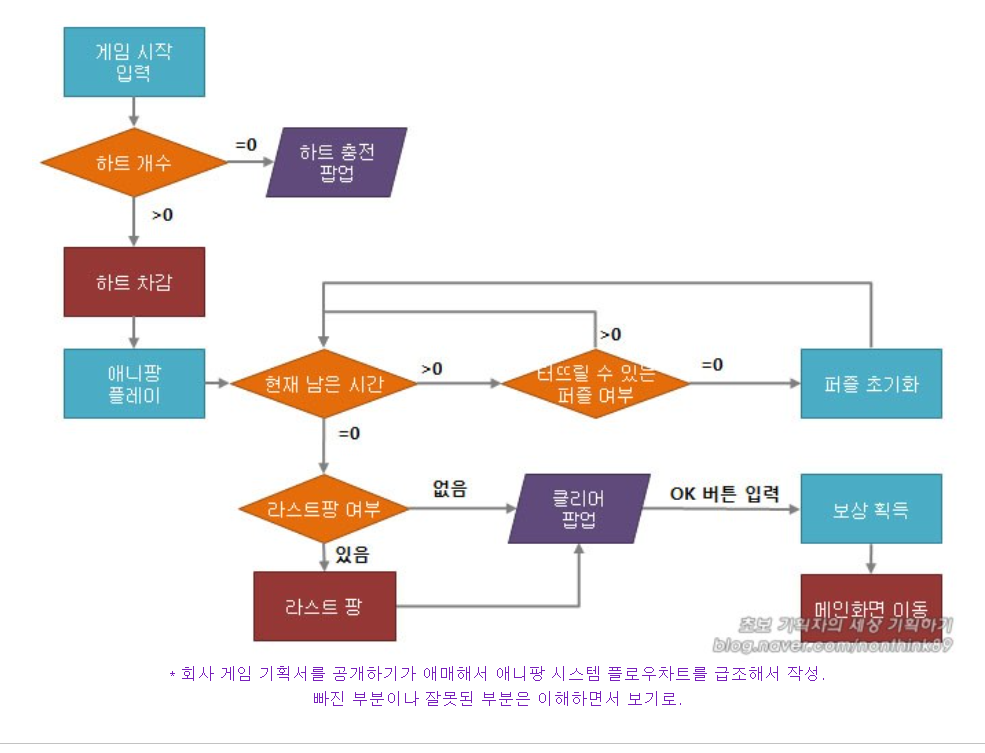 게임 시작
입력
하트 개수
=0
하트 충전
팝업
>0
하트 차감
애니팡
플레이
현재 남은 시간
>0
>0
터뜨릴 수 있는
퍼즐 여부
=0
퍼즐 초기화
=0
라스트팡 여부
없음
클리어
팝업
OK 버튼 입력
보상 획득
있음
라스트 팡
메인화면 이동
초보 기획자의 세상 기획하기
blog.naver.com/nonthink89
* 회사 게임 기획서를 공개하기가 애매해서 애니팡 시스템 플로우차트를 급조해서 작성.
빠진 부분이나 잘못된 부분은 이해하면서 보기로.